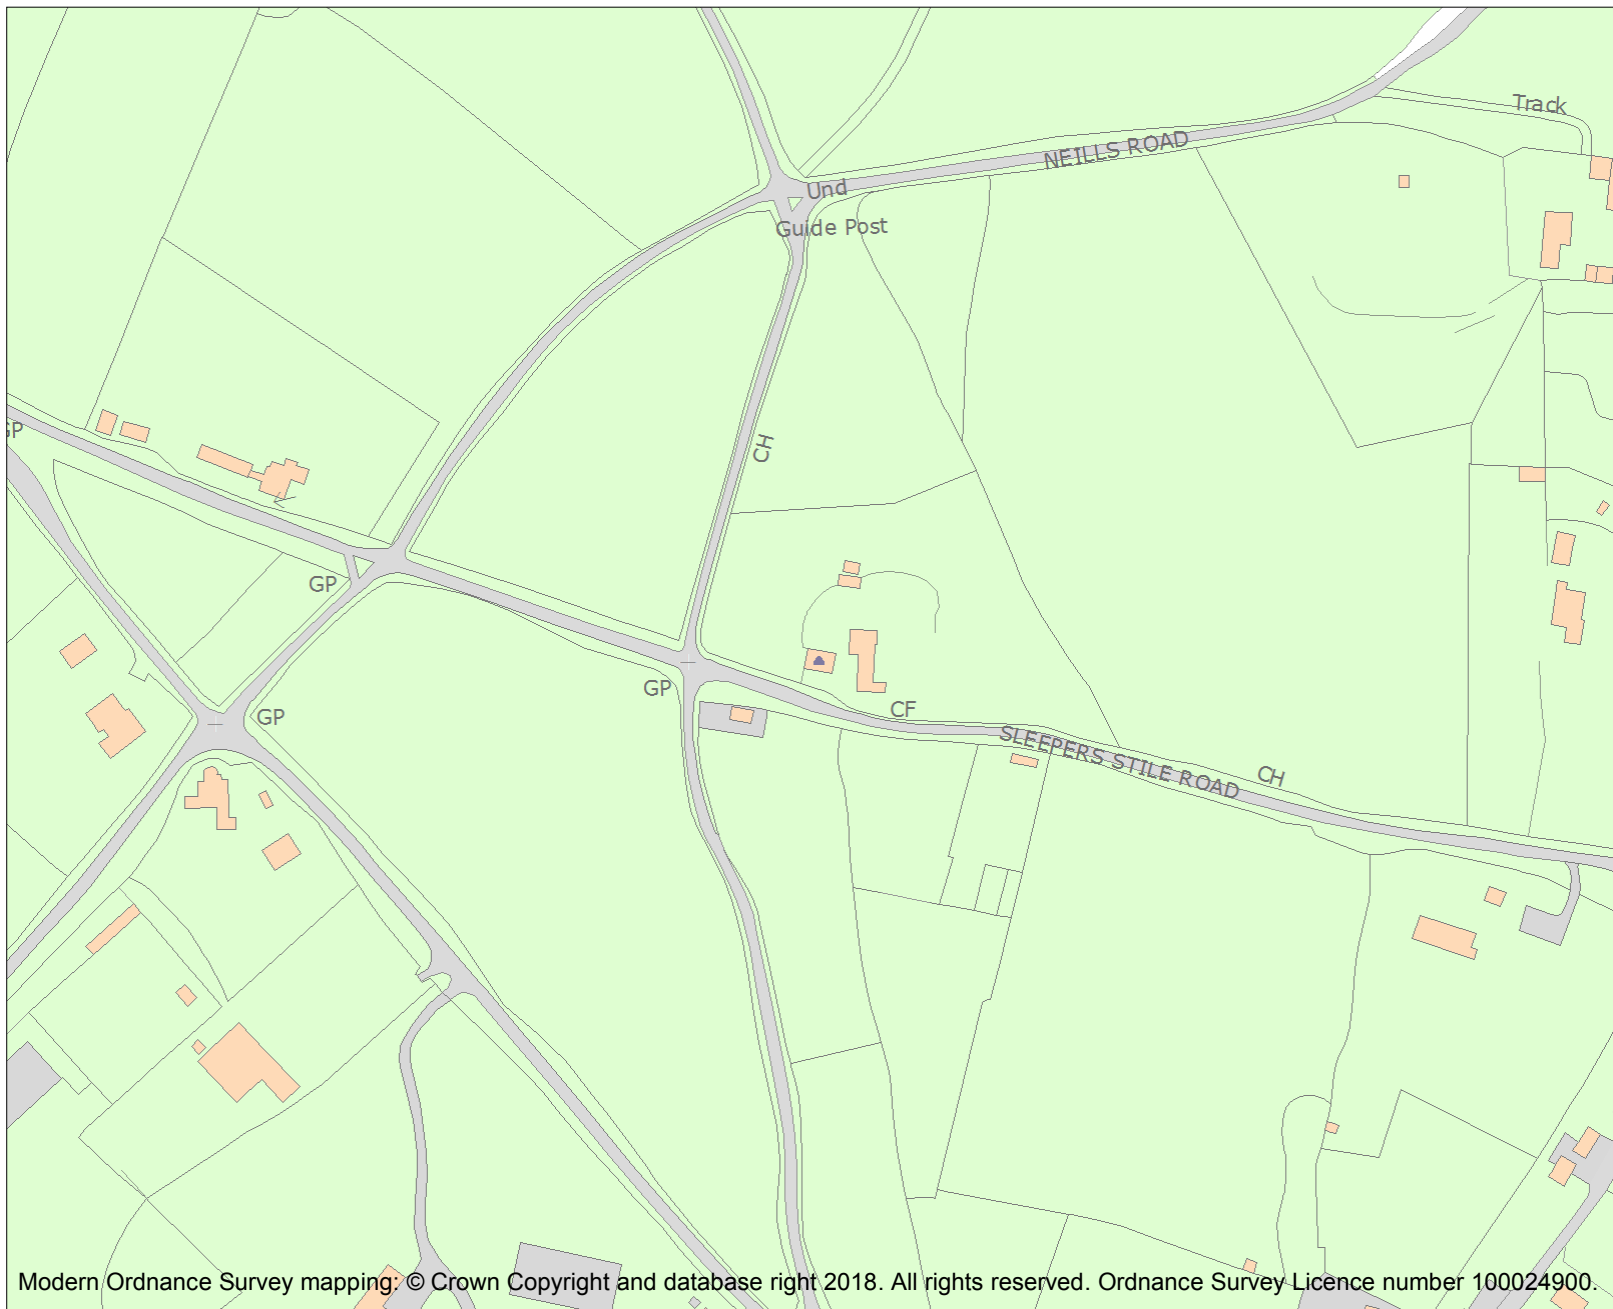 Track
NEILLS ROAD
Und
Guide Post
GP
CH
GP
GP
GP
CF
SLEEPERS STILE ROAD
CH
Modern Ordnance Survey mapping: © Crown Copyright and database right 2018. All rights reserved. Ordnance Survey Licence number 100024900.